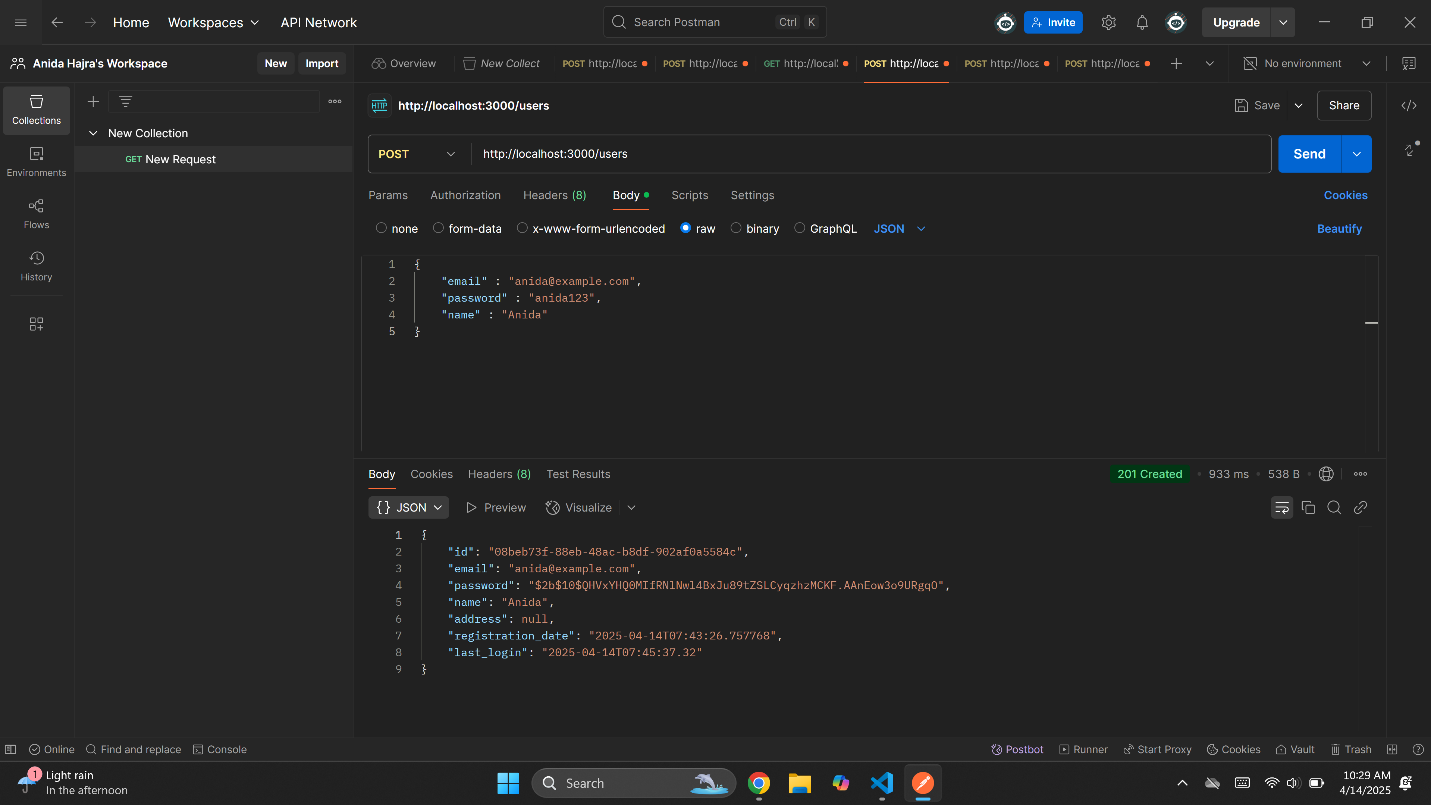 Home Workspaces API Network Search Postman Ctrl K Invite Upgrade
Anida Hajra's Workspace New Import Overview New Collect POST http://loca POST http://loca GET http://local POST http://loca POST http://loca POST http://loca No environment
Collections
Environments
Flows
History
New Collection
GET New Request
HTTP http://localhost:3000/users Save Share
POST http://localhost:3000/users Send
Params Authorization Headers (8) Body Scripts Settings Cookies
none form-data x-www-form-urlencoded raw binary GraphQL JSON Beautify
1 {
2 "email" : "anida@example.com",
3 "password" : "anida123",
4 "name" : "Anida"
5 }
Body Cookies Headers (8) Test Results 201 Created • 933 ms • 538 B
{} JSON Preview Visualize
1 {
2 "id": "08beb73f-88eb-48ac-b8df-902af0a5584c",
3 "email": "anida@example.com",
4 "password": "$2b$10$QHVxYHQ0MIfRNlNwl4BxJu89tZSLCyqzhzMCKF.AAnEow3o9URgqO",
5 "name": "Anida",
6 "address": null,
7 "registration_date": "2025-04-14T07:43:26.757768",
8 "last_login": "2025-04-14T07:45:37.32"
9 }
Online Find and replace Console Postbot Runner Start Proxy Cookies Vault Trash
1 Light rain
In the afternoon
Search
10:29 AM
4/14/2025